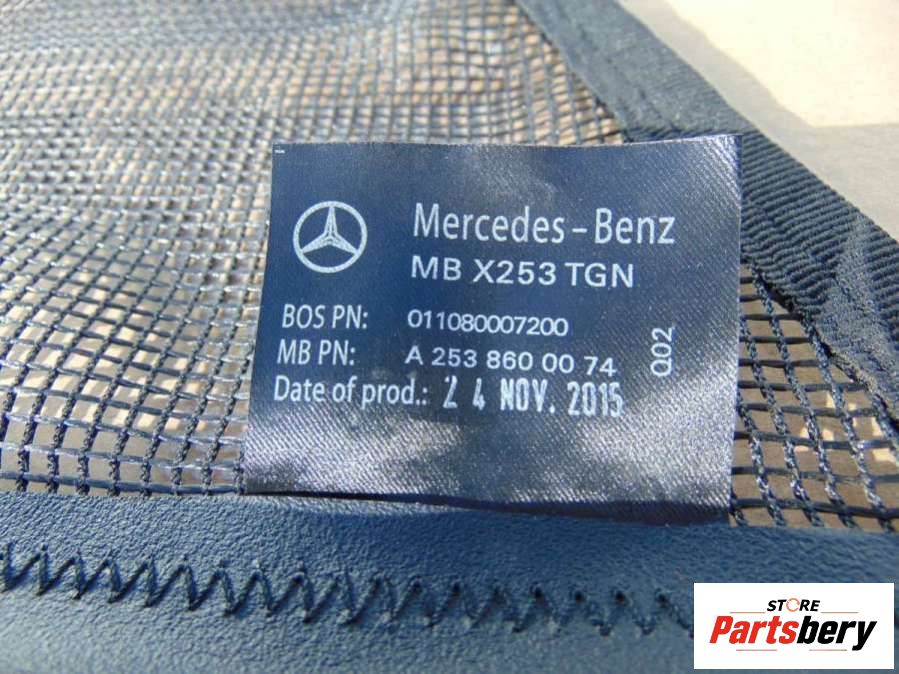 Mercedes-Benz
MB X253 TGN
BOS PN: 011080007200
MB PN: A 253 860 00 74
Date of prod.: 24 NOV. 2015
Q02
STORE
Partsbery